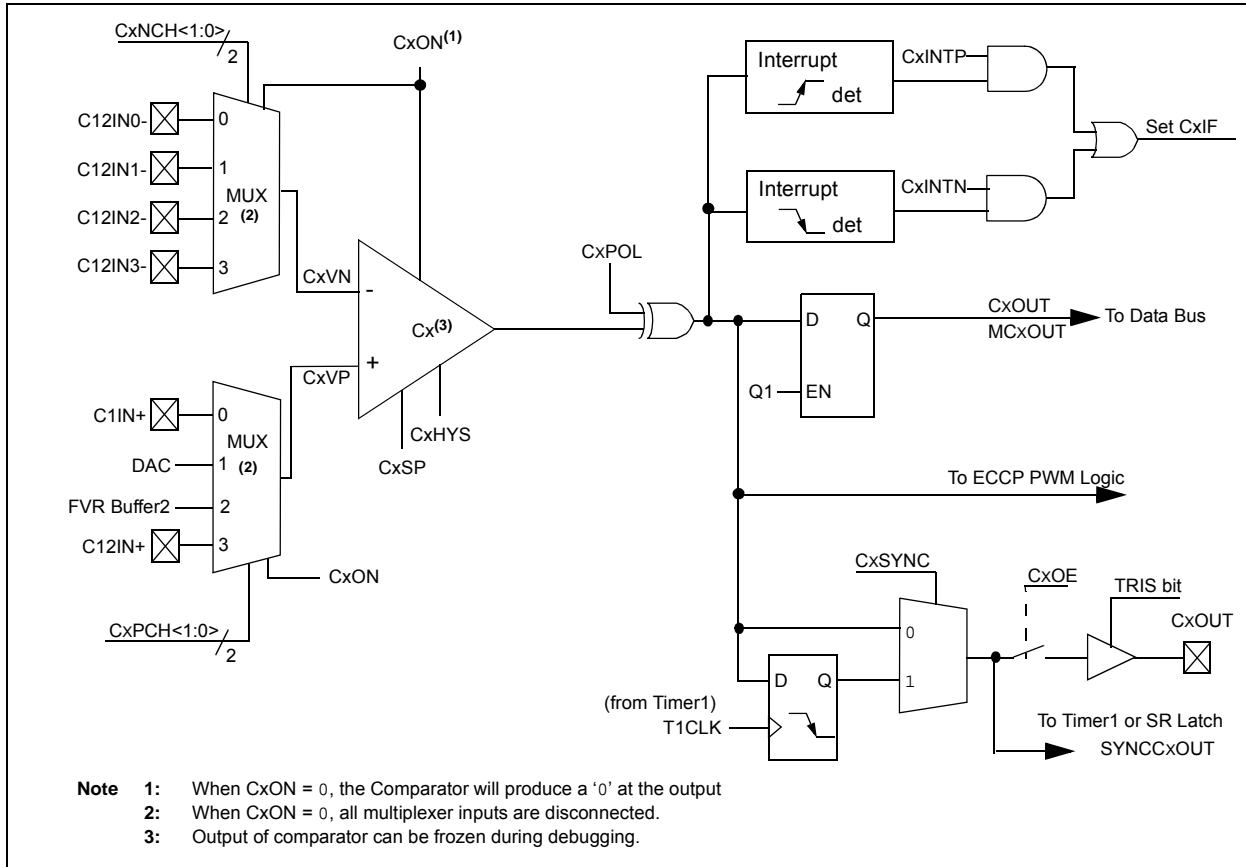 CxNCH<1:0>
2
CxON(1)
C12IN0-
0
C12IN1-
1
MUX
(2)
C12IN2-
2
C12IN3-
3
CxVN
-
Cx(3)
+
CxVP
CxHYS
CxSP
C1IN+
0
MUX
(2)
DAC
1
FVR Buffer2
2
C12IN+
3
CxON
CxPCH<1:0>
2
CxPOL
Interrupt
det
CxINTP
Set CxIF
Interrupt
det
CxINTN
D
Q
Q1
EN
CxOUT
MCxOUT
To Data Bus
To ECCP PWM Logic
CxSYNC
0
1
CxOE
TRIS bit
CxOUT
D
Q
(from Timer1)
T1CLK
To Timer1 or SR Latch
SYNCCxOUT
Note 1: When CxON = 0, the Comparator will produce a ‘0’ at the output
2: When CxON = 0, all multiplexer inputs are disconnected.
3: Output of comparator can be frozen during debugging.